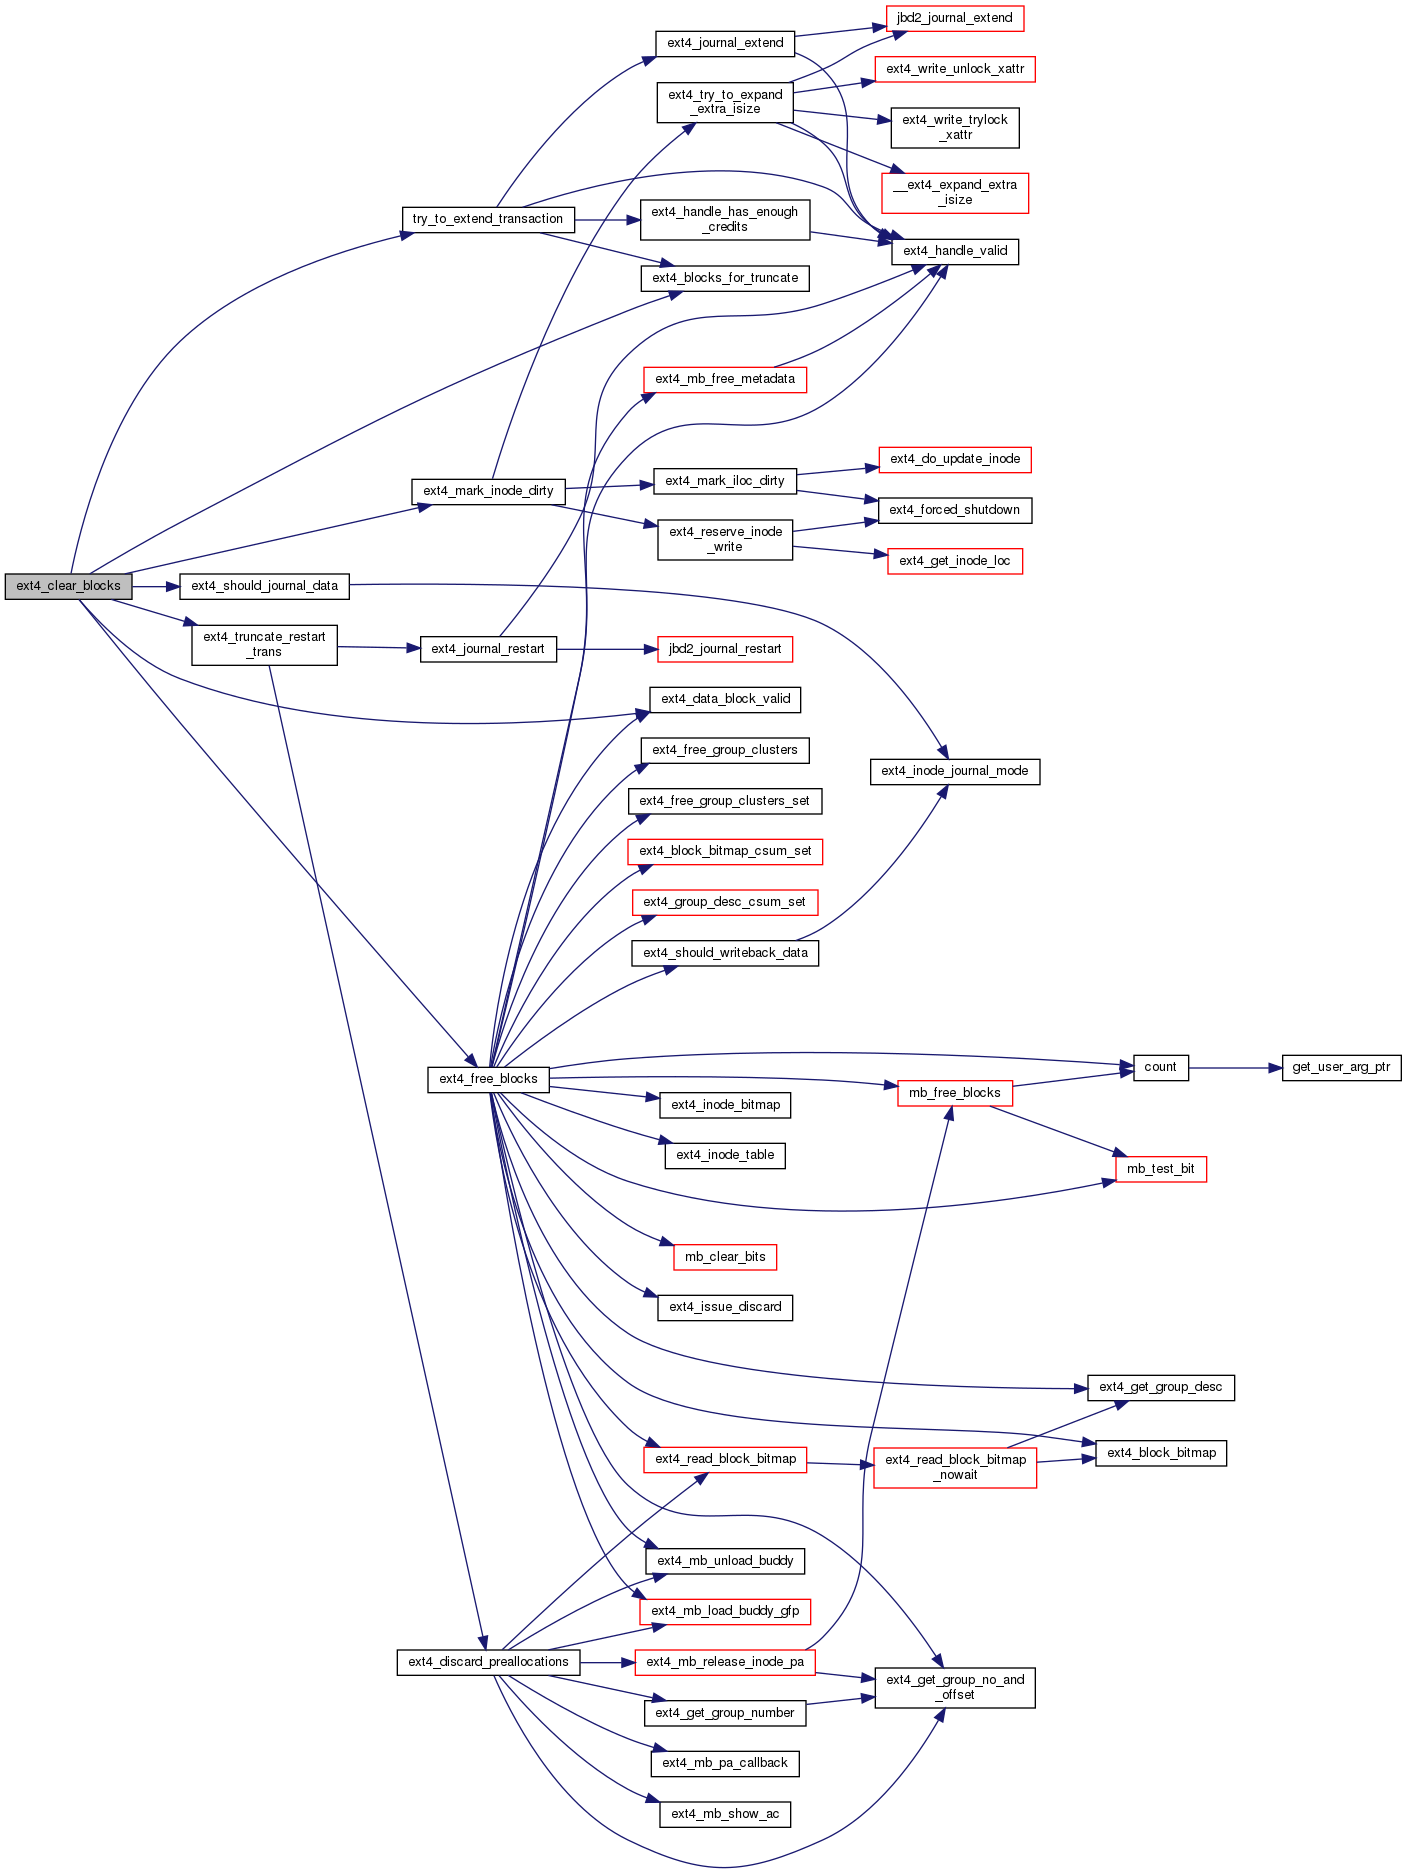 jbd2_journal_extend
ext4_journal_extend
ext4_write_unlock_xattr
ext4_try_to_expand
_extra_isize
ext4_write_trylock
_xattr
__ext4_expand_extra
_isize
try_to_extend_transaction
ext4_handle_has_enough
_credits
ext4_handle_valid
ext4_blocks_for_truncate
ext4_mb_free_metadata
ext4_do_update_inode
ext4_mark_iloc_dirty
ext4_mark_inode_dirty
ext4_forced_shutdown
ext4_reserve_inode
_write
ext4_get_inode_loc
ext4_clear_blocks
ext4_should_journal_data
ext4_truncate_restart
_trans
ext4_journal_restart
jbd2_journal_restart
ext4_data_block_valid
ext4_free_group_clusters
ext4_inode_journal_mode
ext4_free_group_clusters_set
ext4_block_bitmap_csum_set
ext4_group_desc_csum_set
ext4_should_writeback_data
count
get_user_arg_ptr
ext4_free_blocks
mb_free_blocks
ext4_inode_bitmap
ext4_inode_table
mb_test_bit
mb_clear_bits
ext4_issue_discard
ext4_get_group_desc
ext4_block_bitmap
ext4_read_block_bitmap
ext4_read_block_bitmap
_nowait
ext4_mb_unload_buddy
ext4_mb_load_buddy_gfp
ext4_discard_preallocations
ext4_mb_release_inode_pa
ext4_get_group_no_and
_offset
ext4_get_group_number
ext4_mb_pa_callback
ext4_mb_show_ac